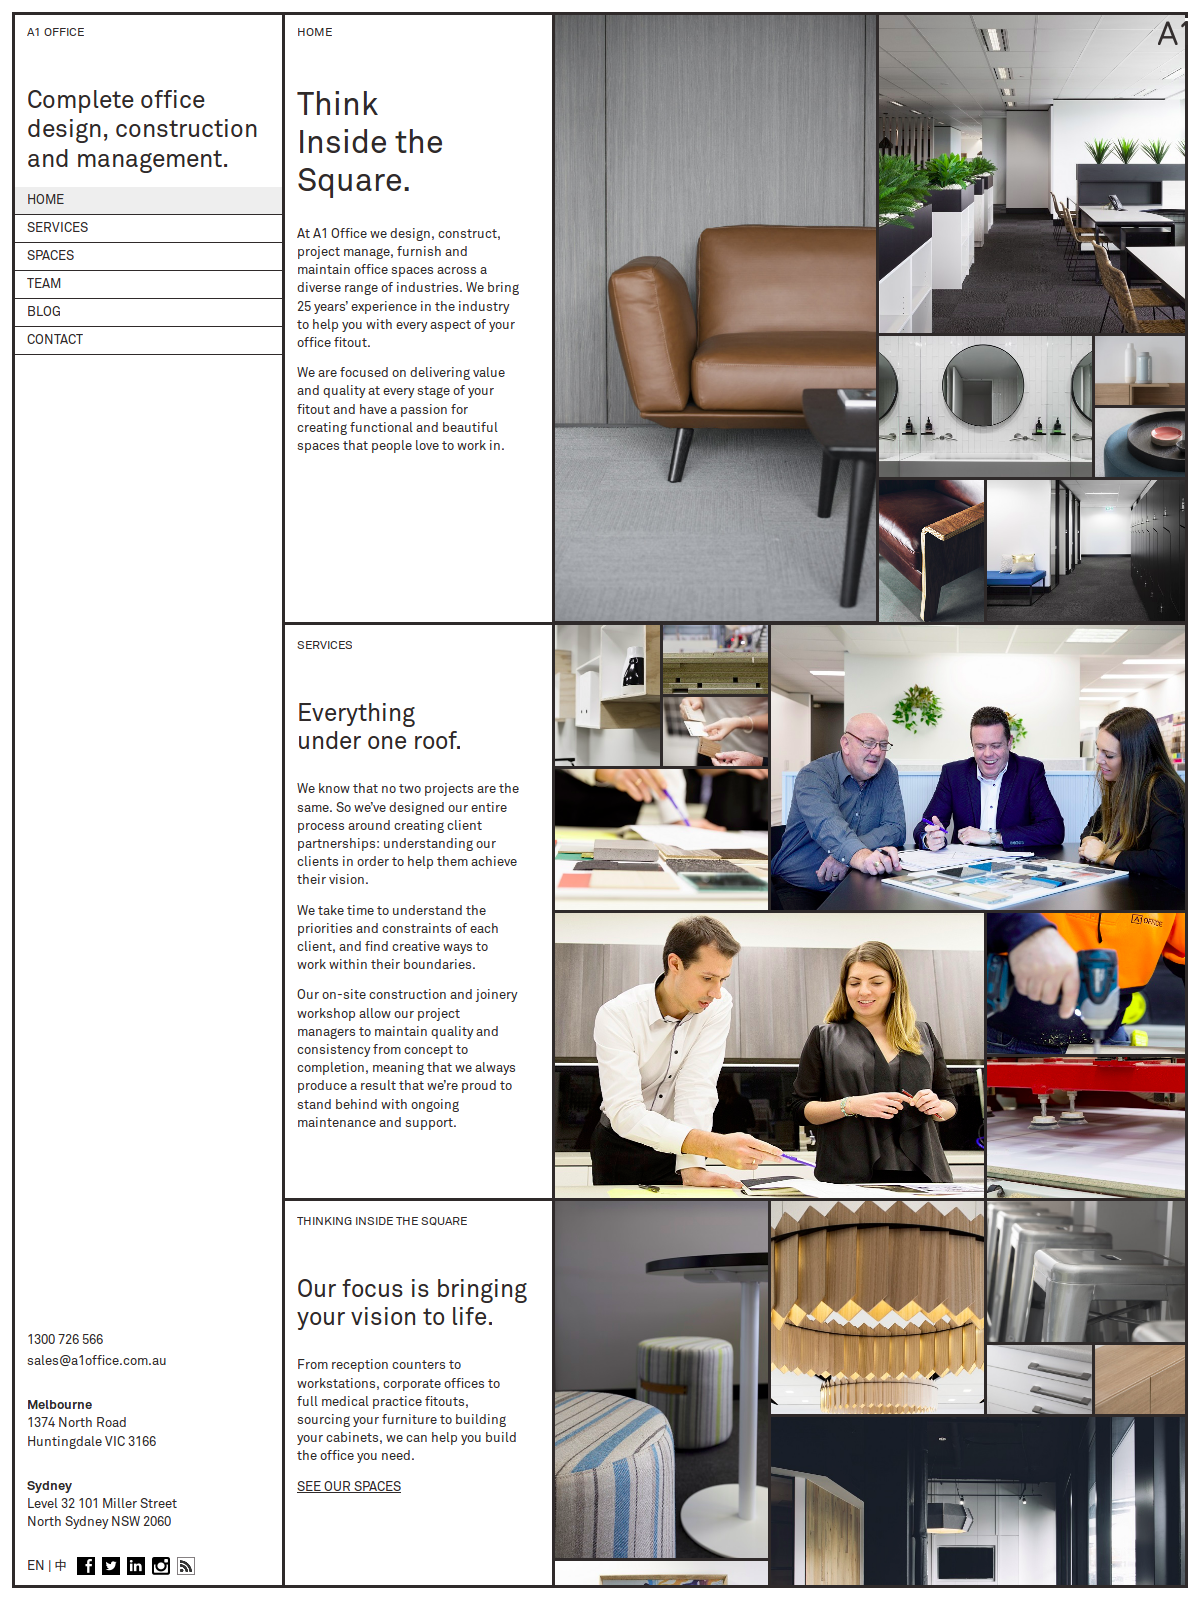 A1 OFFICE
Complete office
design, construction
and management.
HOME
SERVICES
SPACES
TEAM
BLOG
CONTACT
1300 726 566
sales@a1office.com.au
Melbourne
1374 North Road
Huntingdale VIC 3166
Sydney
Level 32 101 Miller Street
North Sydney NSW 2060
EN | 中
HOME
Think
Inside the
Square.
At A1 Office we design, construct,
project manage, furnish and
maintain office spaces across a
diverse range of industries. We bring
25 years’ experience in the industry
to help you with every aspect of your
office fitout.
We are focused on delivering value
and quality at every stage of your
fitout and have a passion for
creating functional and beautiful
spaces that people love to work in.
A1
SERVICES
Everything
under one roof.
We know that no two projects are the
same. So we’ve designed our entire
process around creating client
partnerships: understanding our
clients in order to help them achieve
their vision.
We take time to understand the
priorities and constraints of each
client, and find creative ways to
work within their boundaries.
Our on-site construction and joinery
workshop allow our project
managers to maintain quality and
consistency from concept to
completion, meaning that we always
produce a result that we’re proud to
stand behind with ongoing
maintenance and support.
A1 OFFICE
THINKING INSIDE THE SQUARE
Our focus is bringing
your vision to life.
From reception counters to
workstations, corporate offices to
full medical practice fitouts,
sourcing your furniture to building
your cabinets, we can help you build
the office you need.
SEE OUR SPACES